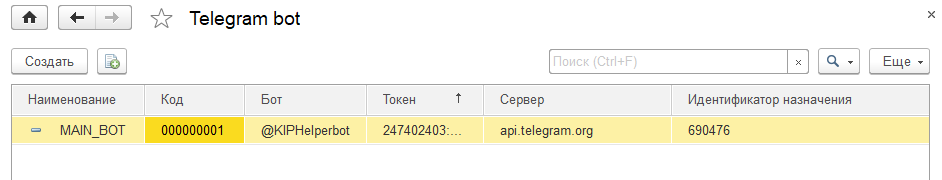 Telegram bot
Создать Поиск (Ctrl+F) × Еще
Наименование Код Бот Токен ↑ Сервер Идентификатор назначения
MAIN_BOT 000000001 @KIPHelperbot 247402403:... api.telegram.org 690476